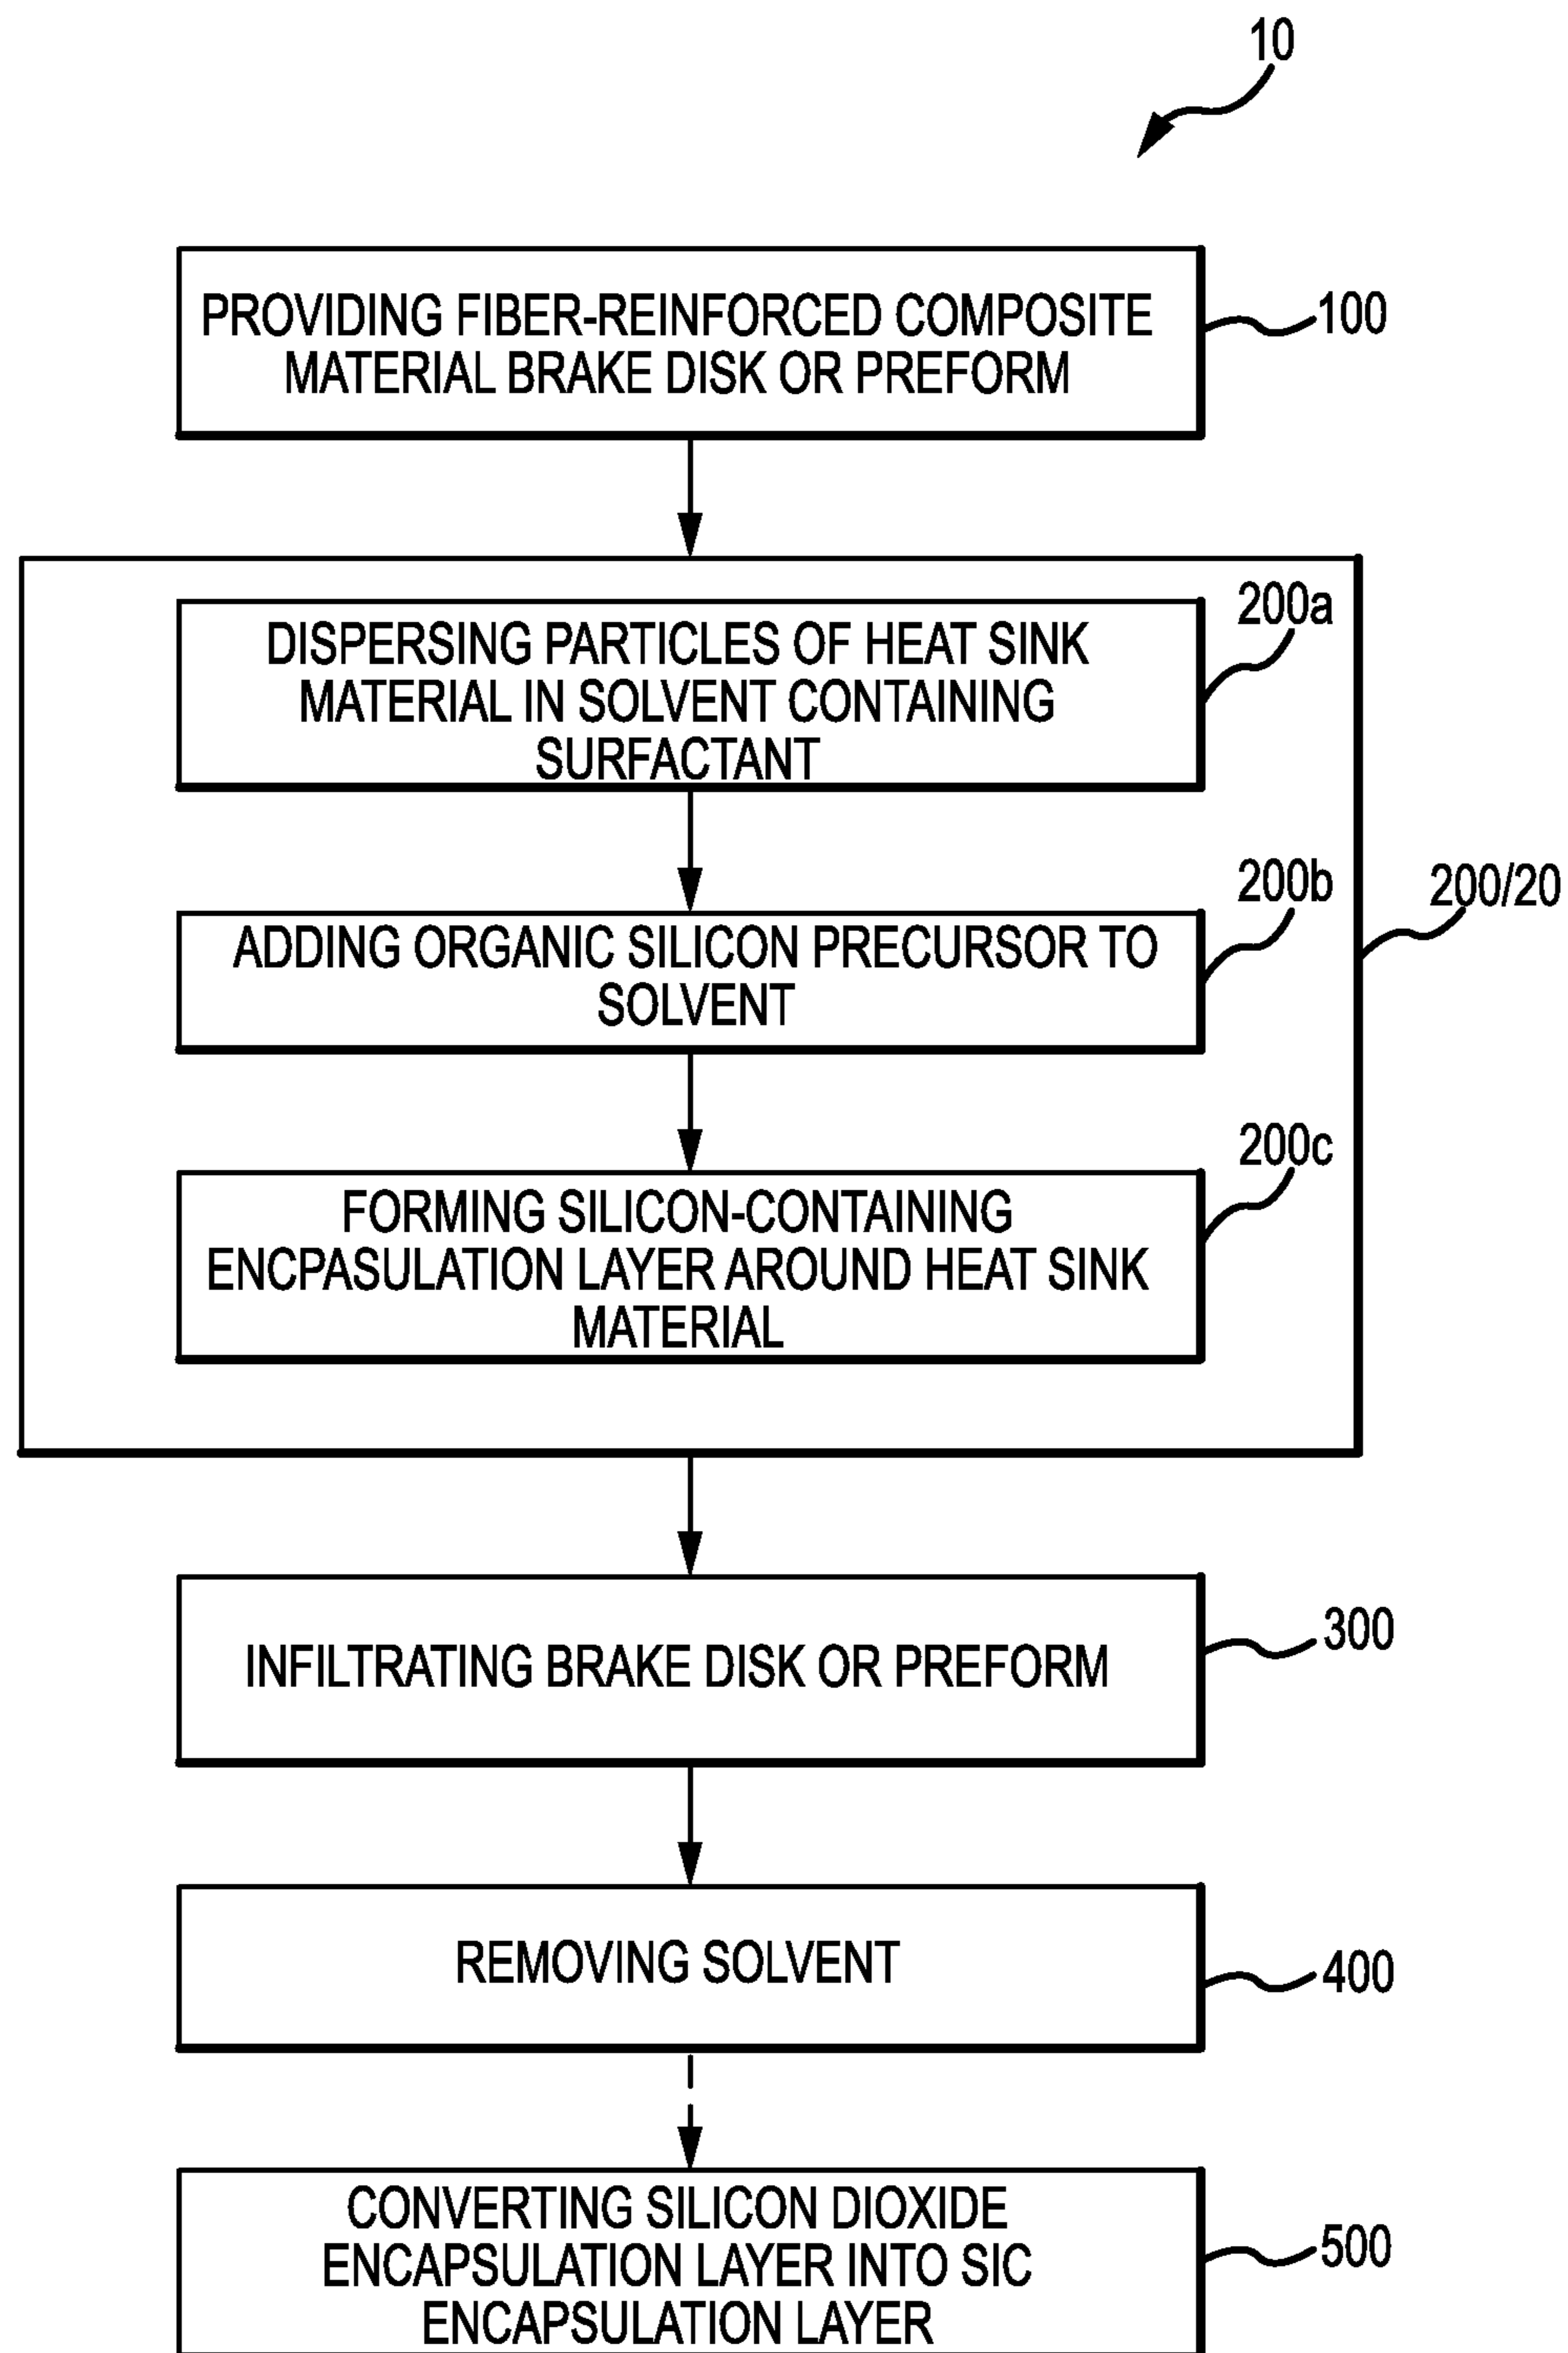 10
PROVIDING FIBER-REINFORCED COMPOSITE
MATERIAL BRAKE DISK OR PREFORM
100
200a
DISPERSING PARTICLES OF HEAT SINK
MATERIAL IN SOLVENT CONTAINING
SURFACTANT
200b
200/20
ADDING ORGANIC SILICON PRECURSOR TO
SOLVENT
200c
FORMING SILICON-CONTAINING
ENCPASULATION LAYER AROUND HEAT SINK
MATERIAL
INFILTRATING BRAKE DISK OR PREFORM
300
REMOVING SOLVENT
400
CONVERTING SILICON DIOXIDE
ENCAPSULATION LAYER INTO SIC
ENCAPSULATION LAYER
500